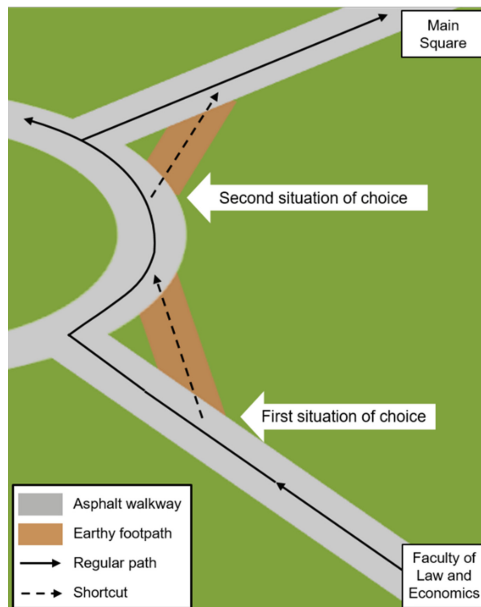 Main
Square
Second situation of choice
First situation of choice
Asphalt walkway
Earthy footpath
Regular path
Shortcut
Faculty of
Law and
Economics